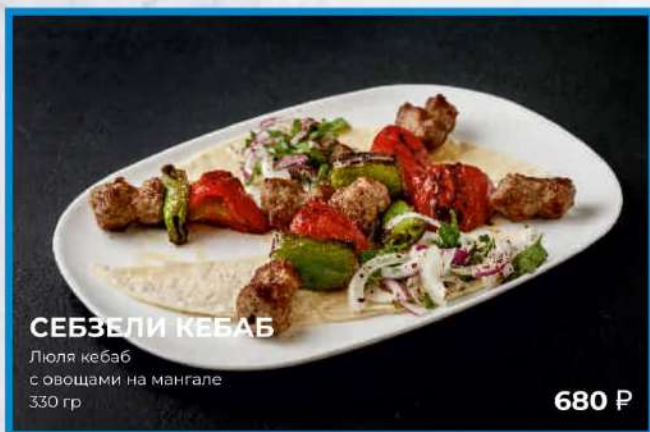 СЕБЗЕЛИ КЕБАБ
Люля кебаб
с овощами на мангале
330 гр
680 ₽